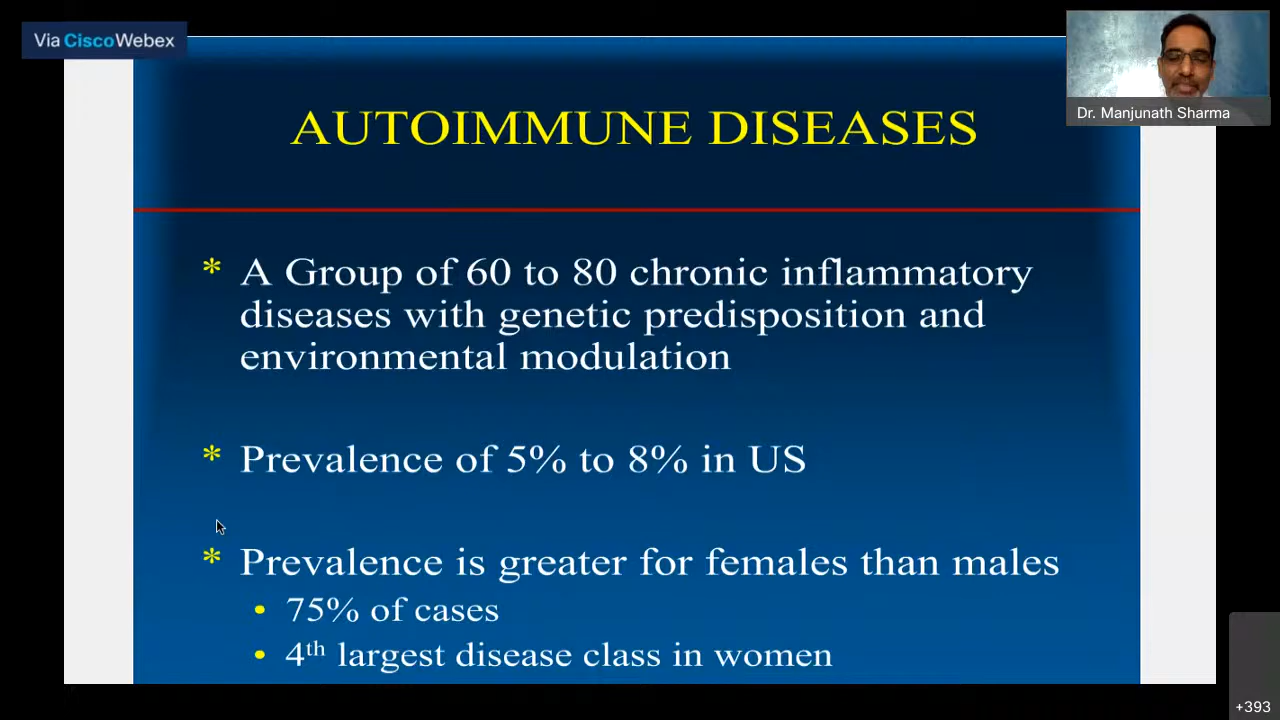 Via CiscoWebex
Dr. Manjunath Sharma
AUTOIMMUNE DISEASES
* A Group of 60 to 80 chronic inflammatory
diseases with genetic predisposition and
environmental modulation
* Prevalence of 5% to 8% in US
* Prevalence is greater for females than males
• 75% of cases
• 4th largest disease class in women
+393